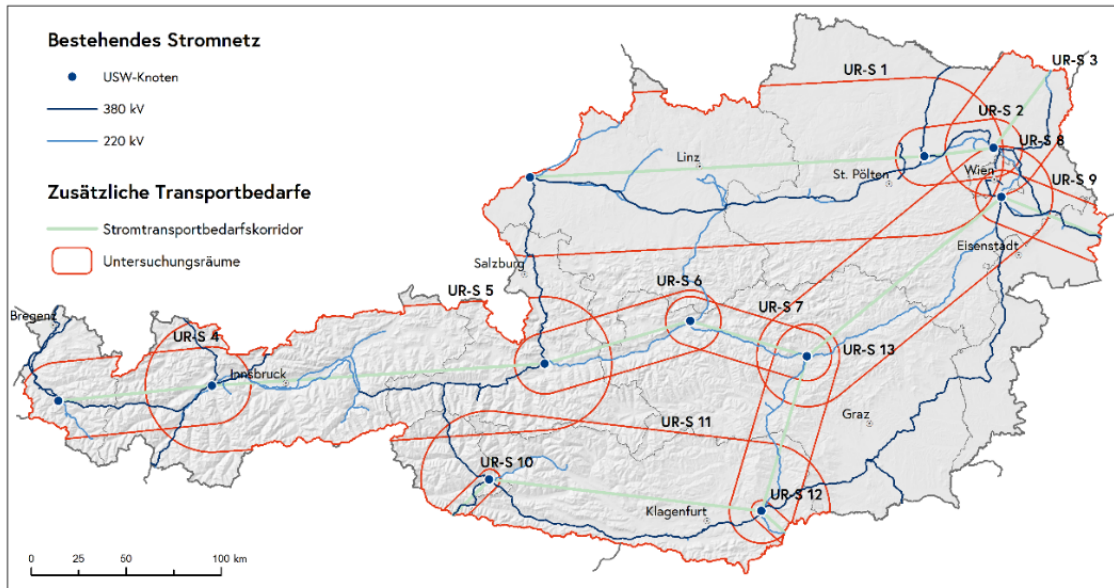 Bestehendes Stromnetz
USW-Knoten
380 kV
220 kV
Zusätzliche Transportbedarfe
Stromtransportbedarfskorridor
Untersuchungsräume
UR-S 1
UR-S 3
UR-S 2
UR-S 8
Linz
St. Pölten
Wien
UR-S 9
Eisenstadt
Salzburg
UR-S 5
UR-S 6
UR-S 7
Bregenz
UR-S 4
Innsbruck
UR-S 13
Graz
UR-S 11
UR-S 10
UR-S 12
Klagenfurt
0 25 50 100 km